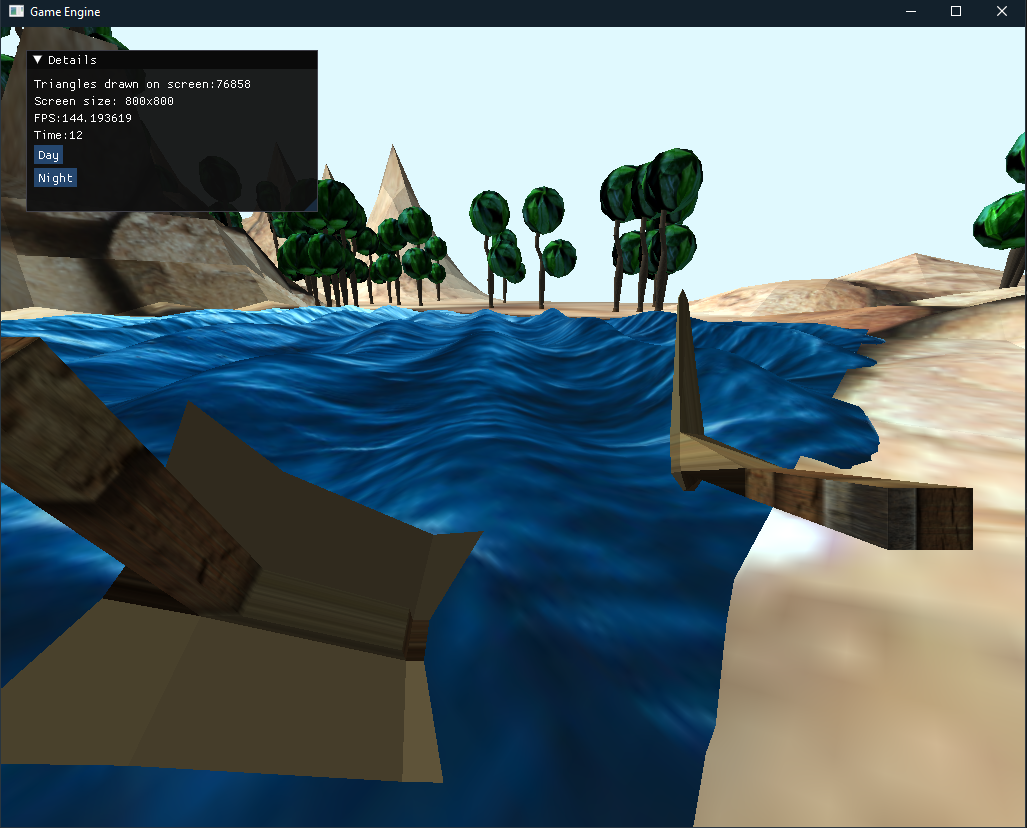 Game Engine
Details
Triangles drawn on screen:76858
Screen size: 800x800
FPS:144.193619
Time:12
Day
Night